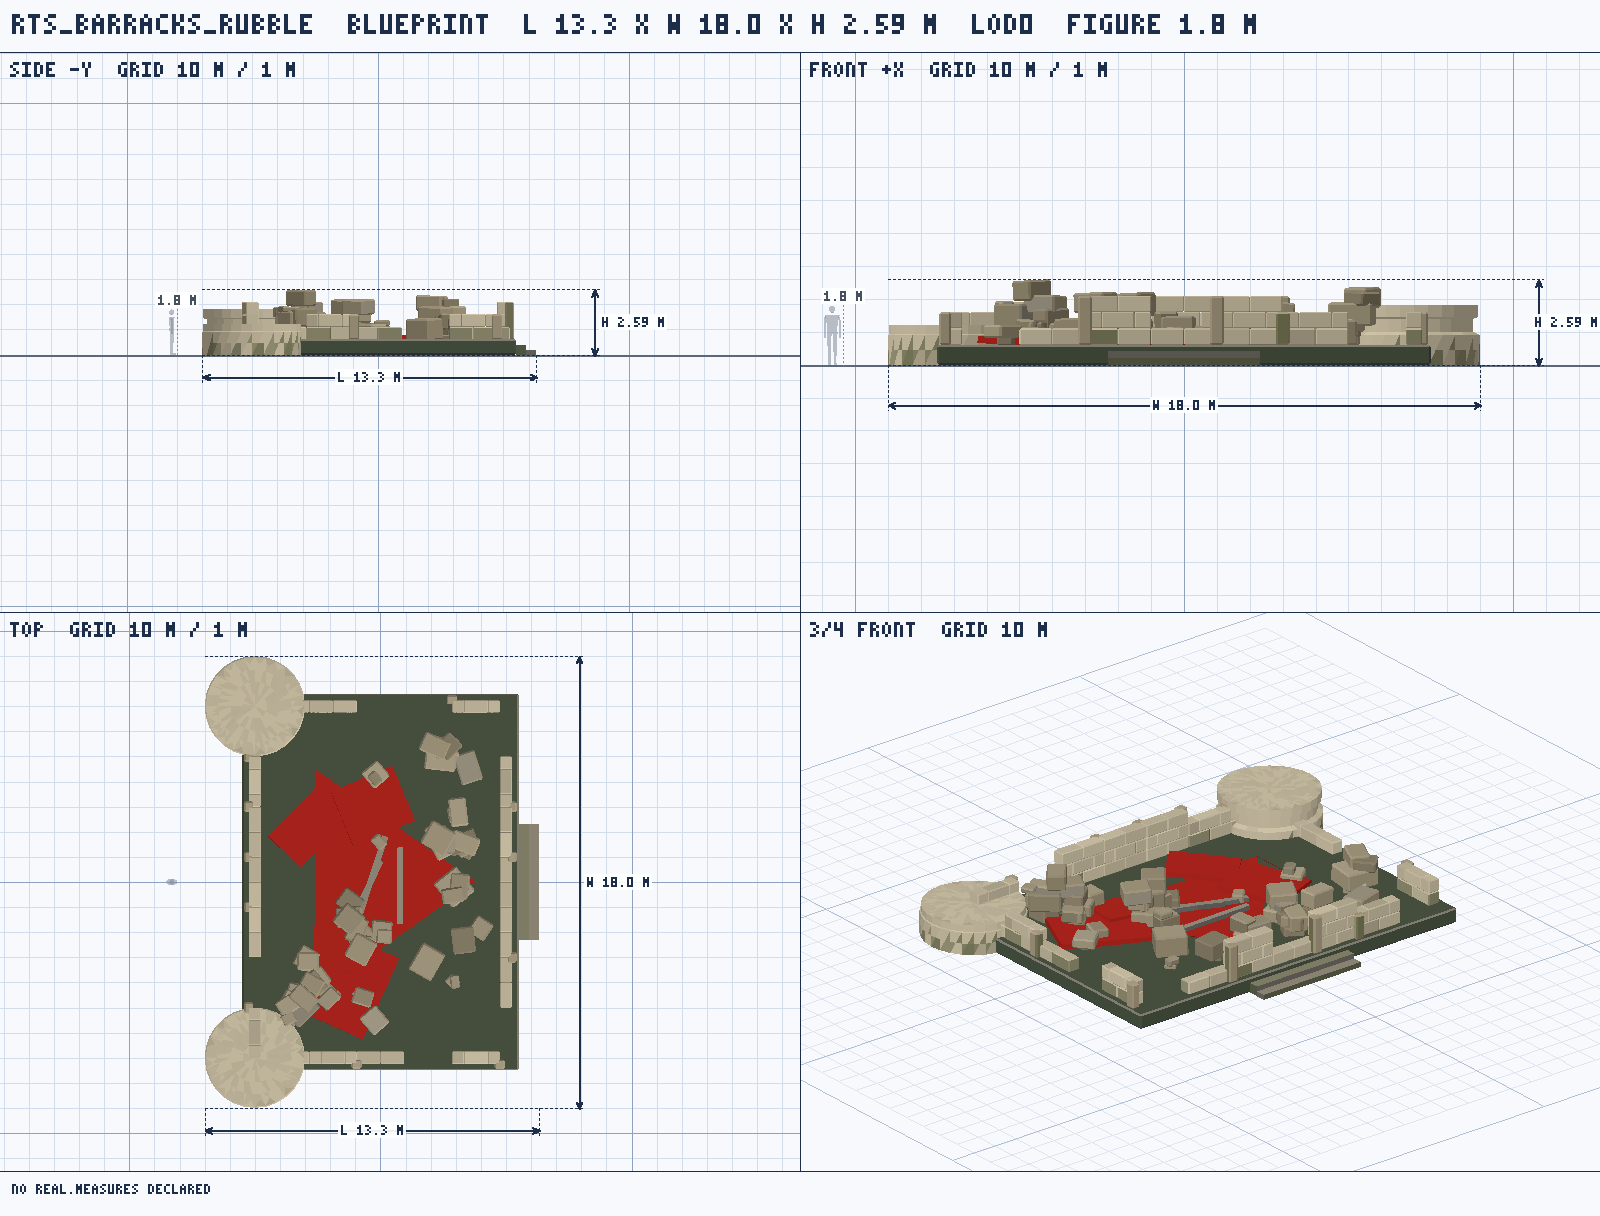 RTS_BARRACKS_RUBBLE BLUEPRINT L 13.3 X W 18.0 X H 2.59 M LOD0 FIGURE 1.8 M
SIDE -Y GRID 10 M / 1 M
FRONT +X GRID 10 M / 1 M
1.8 M
H 2.59 M
L 13.3 M
1.8 M
H 2.59 M
W 18.0 M
TOP GRID 10 M / 1 M
3/4 FRONT GRID 10 M
W 18.0 M
L 13.3 M
NO REAL.MEASURES DECLARED